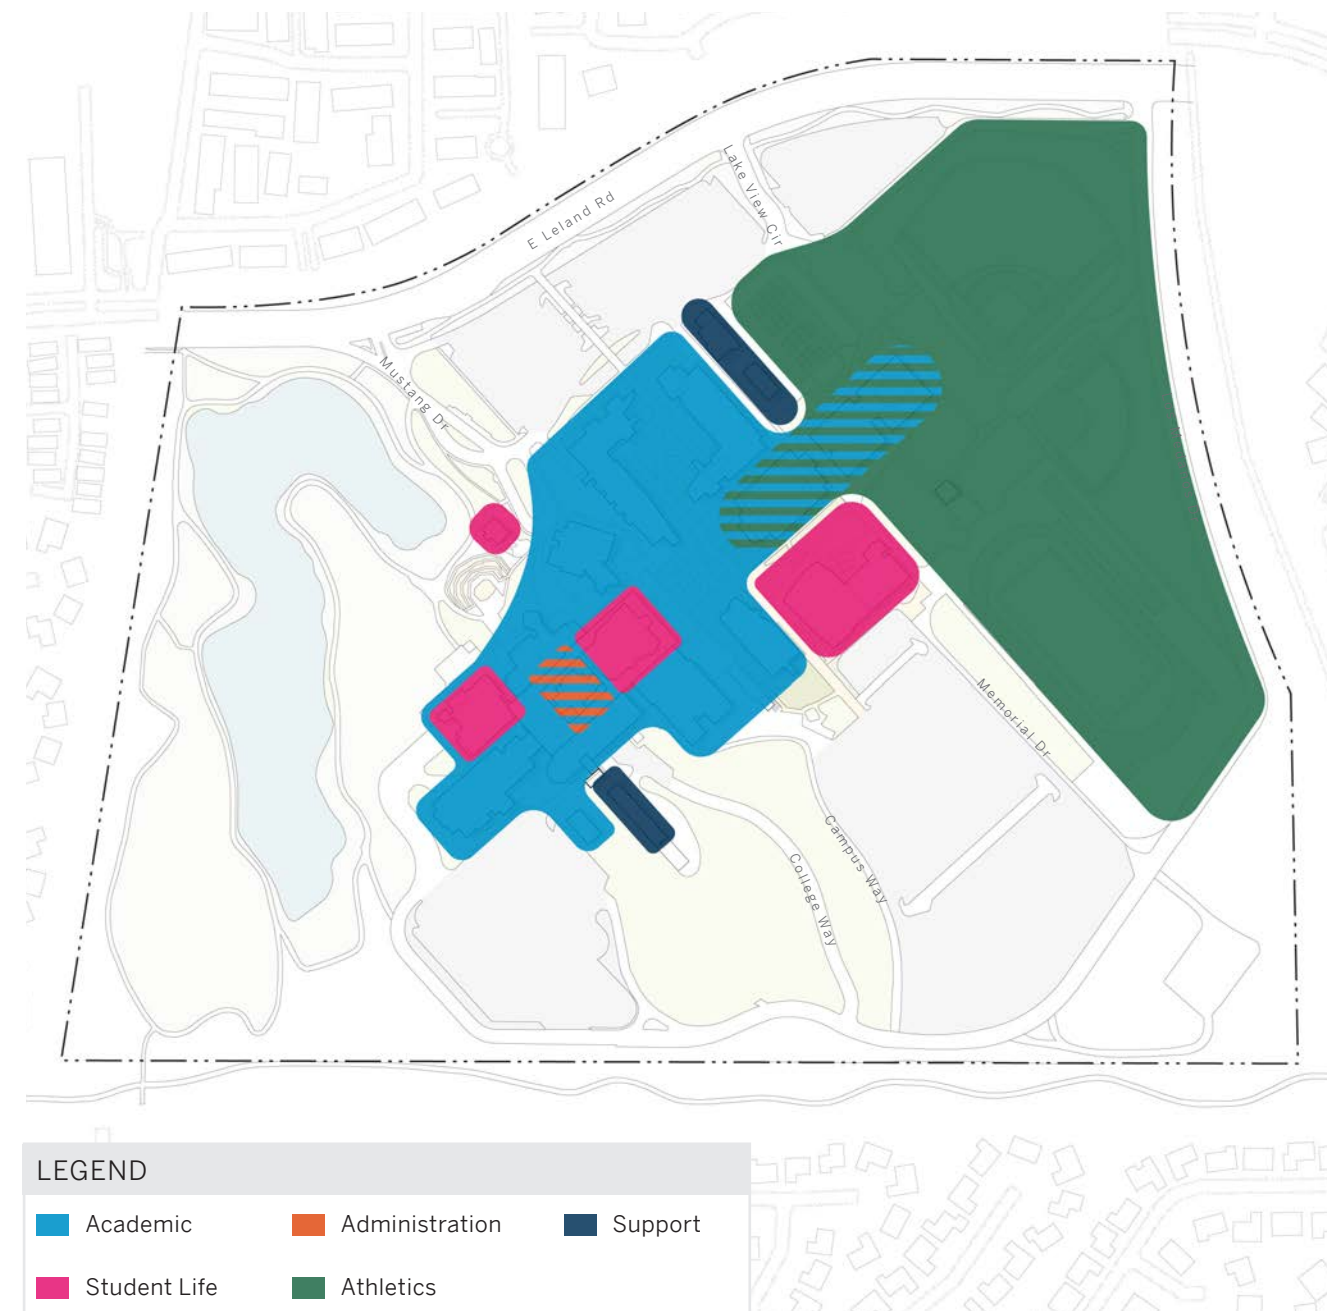 Lake View Cir
E Leland Rd
Mustang Dr
Memorial Dr
Campus Way
College Way
LEGEND
Academic
Administration
Support
Student Life
Athletics